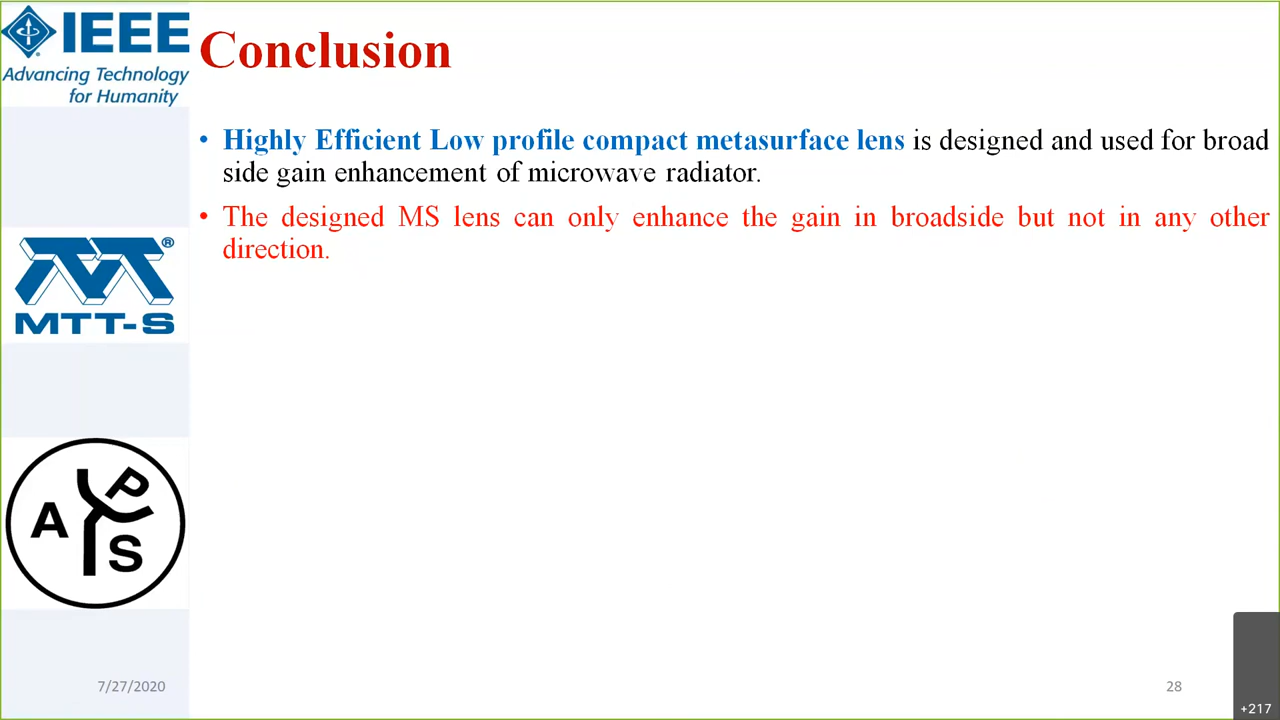 IEEE
Advancing Technology
for Humanity
Conclusion
• Highly Efficient Low profile compact metasurface lens is designed and used for broad
side gain enhancement of microwave radiator.
• The designed MS lens can only enhance the gain in broadside but not in any other
direction.
®
MTT-S
A P S
7/27/2020
28
+217